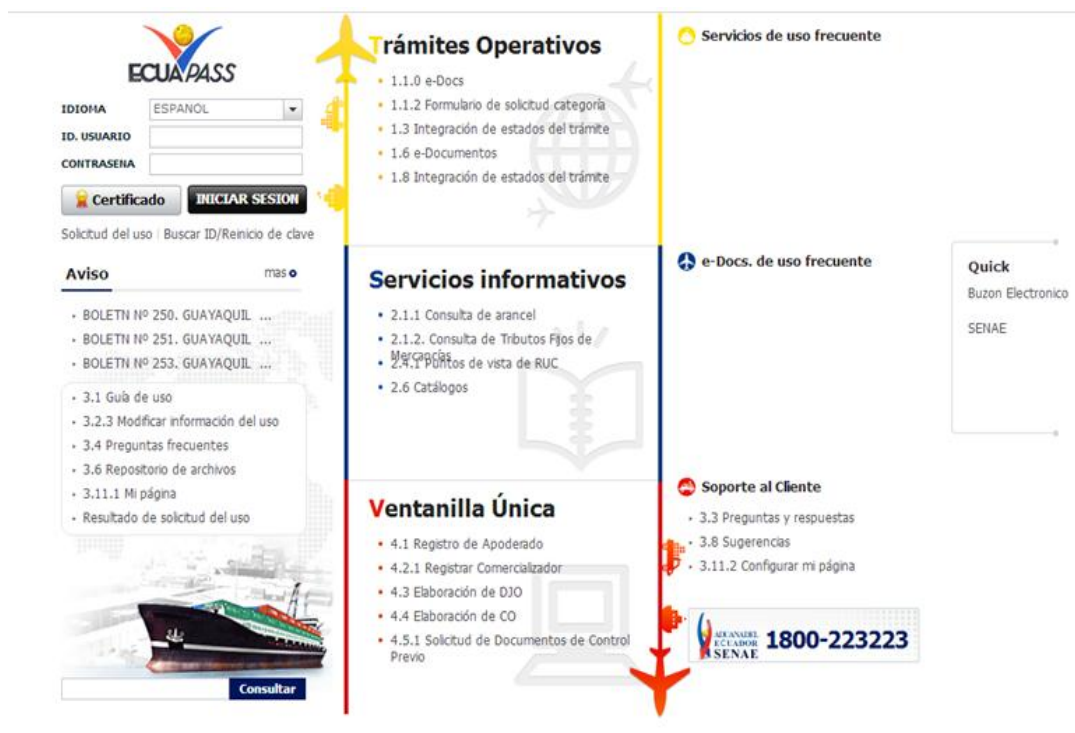 ECUAPASS
IDIOMA
ESPAÑOL
ID. USUARIO
CONTRASENA
Certificado
INICIAR SESION
Solicitud del uso | Buscar ID/Reinicio de clave
Aviso
mas
BOLETN Nº 250. GUAYAQUIL ...
BOLETN Nº 251. GUAYAQUIL ...
BOLETN Nº 253. GUAYAQUIL ...
3.1 Guía de uso
3.2.3 Modificar información del uso
3.4 Preguntas frecuentes
3.6 Repositorio de archivos
3.11.1 Mi página
Resultado de solicitud del uso
Consultar
Trámites Operativos
1.1.0 e-Docs
1.1.2 Formulario de solicitud categoría
1.3 Integración de estados del trámite
1.6 e-Documentos
1.8 Integración de estados del trámite
Servicios informativos
2.1.1 Consulta de arancel
2.1.2. Consulta de Tributos Fijos de
Mercancías
2.4.1 Puntos de vista de RUC
2.6 Catálogos
Ventanilla Única
4.1 Registro de Apoderado
4.2.1 Registrar Comercializador
4.3 Elaboración de DJO
4.4 Elaboración de CO
4.5.1 Solicitud de Documentos de Control
Previo
Servicios de uso frecuente
e-Docs. de uso frecuente
Soporte al Cliente
3.3 Preguntas y respuestas
3.8 Sugerencias
3.11.2 Configurar mi página
ADUANA DEL
ECUADOR
SENAE
1800-223223
Quick
Buzon Electronico
SENAE